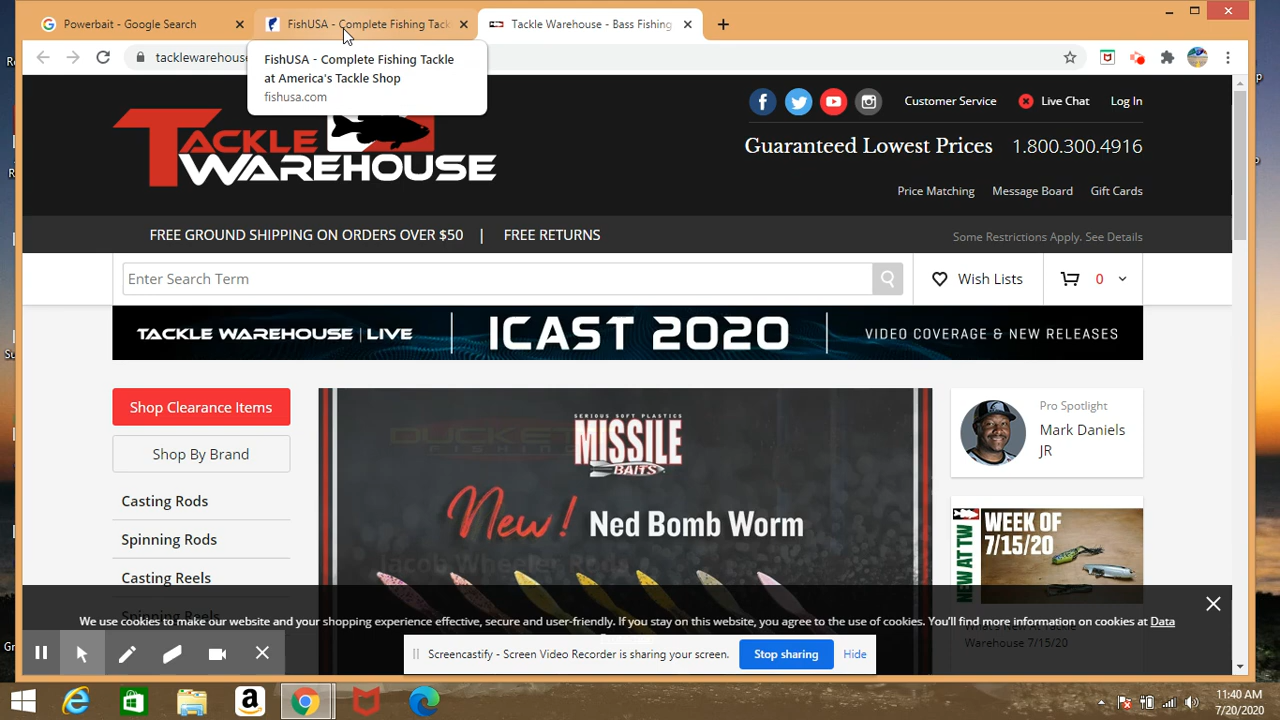 Powerbait - Google Search
FishUSA - Complete Fishing Tack
Tackle Warehouse - Bass Fishing
tacklewarehous
FishUSA - Complete Fishing Tackle
at America's Tackle Shop
fishusa.com
TACKLE
WAREHOUSE
Customer Service
Live Chat
Log In
Guaranteed Lowest Prices 1.800.300.4916
Price Matching
Message Board
Gift Cards
FREE GROUND SHIPPING ON ORDERS OVER $50 | FREE RETURNS
Some Restrictions Apply. See Details
Enter Search Term
Wish Lists
0
TACKLE WAREHOUSE | LIVE
ICAST 2020
VIDEO COVERAGE & NEW RELEASES
Shop Clearance Items
Shop By Brand
Casting Rods
Spinning Rods
Casting Reels
Spinning Reels
SERIOUS SOFT PLASTICS
MISSILE
BAITS
New! Ned Bomb Worm
Jacob Wheeler
DUCKETT
FISHING
Pro Spotlight
Mark Daniels
JR
NEW AT TW
WEEK OF
7/15/20
Warehouse 7/15/20
We use cookies to make our website and your shopping experience effective, secure and user-friendly. If you stay on this website, you agree to the use of cookies. You'll find more information on cookies at Data
Screencastify - Screen Video Recorder is sharing your screen.
Stop sharing
Hide
11:40 AM
7/20/2020